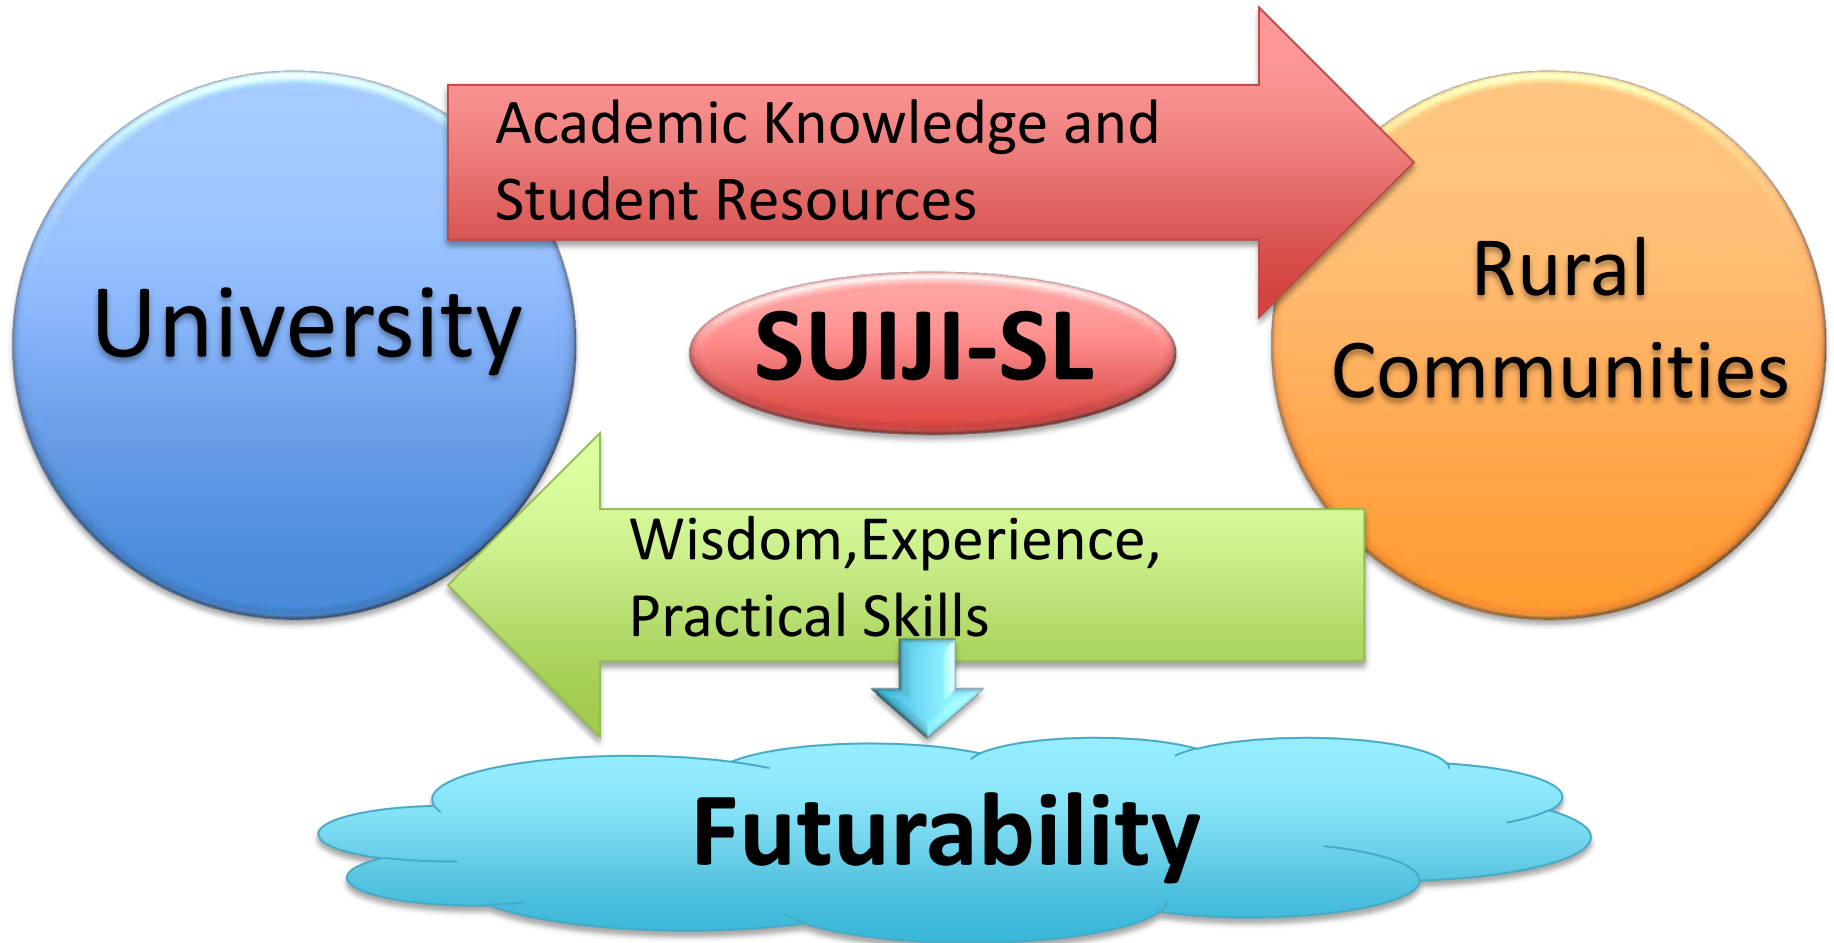 Academic Knowledge and
Student Resources
University
SUIJI-SL
Rural
Communities
Wisdom,Experience,
Practical Skills
Futurability